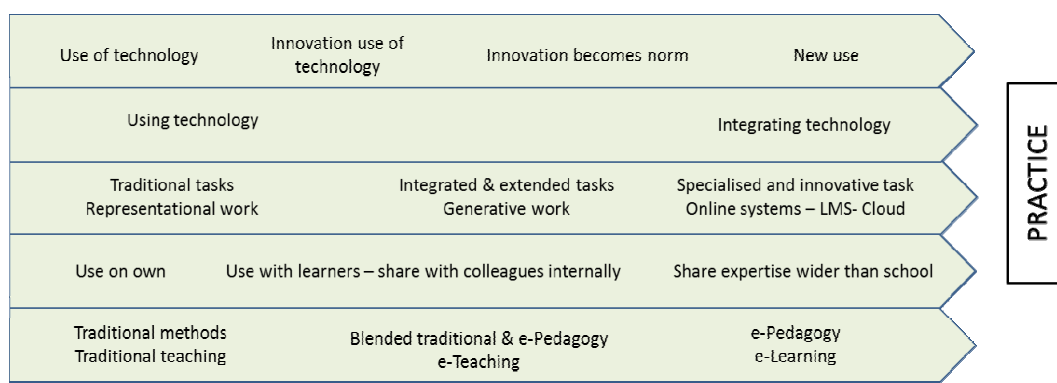 Use of technology
Innovation use of
technology
Innovation becomes norm
New use
Using technology
Integrating technology
Traditional tasks
Representational work
Integrated & extended tasks
Generative work
Specialised and innovative task
Online systems – LMS- Cloud
Use on own
Use with learners – share with colleagues internally
Share expertise wider than school
Traditional methods
Traditional teaching
Blended traditional & e-Pedagogy
e-Teaching
e-Pedagogy
e-Learning
PRACTICE